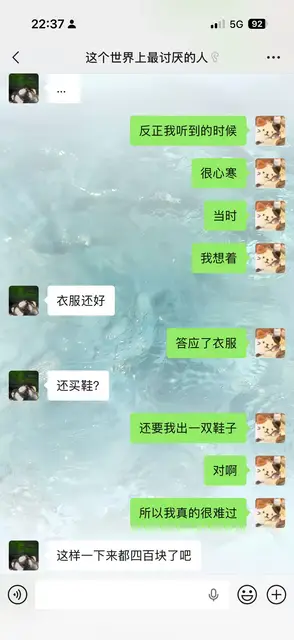 22:37
5G
92
这个世界上最讨厌的人
...
反正我听到的时候
很心寒
当时
我想着
衣服还好
答应了衣服
还买鞋?
还要我出一双鞋子
对啊
所以我真的很难过
这样一下来都四百块了吧